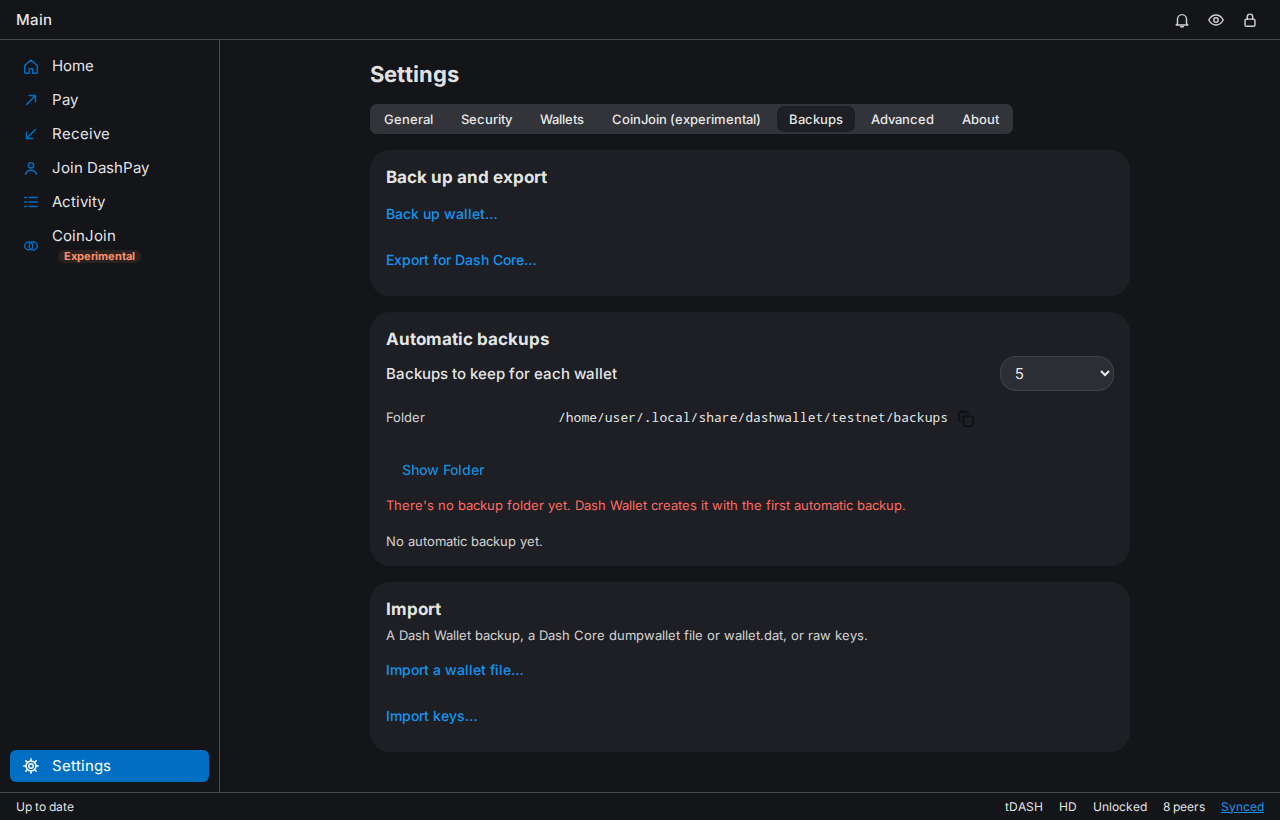 Main
Home
Pay
Receive
Join DashPay
Activity
CoinJoin
Experimental
Settings
Settings
General Security Wallets CoinJoin (experimental) Backups Advanced About
Back up and export
Back up wallet...
Export for Dash Core...
Automatic backups
Backups to keep for each wallet 5
Folder /home/user/.local/share/dashwallet/testnet/backups
Show Folder
There's no backup folder yet. Dash Wallet creates it with the first automatic backup.
No automatic backup yet.
Import
A Dash Wallet backup, a Dash Core dumpwallet file or wallet.dat, or raw keys.
Import a wallet file...
Import keys...
Up to date tDASH HD Unlocked 8 peers Synced